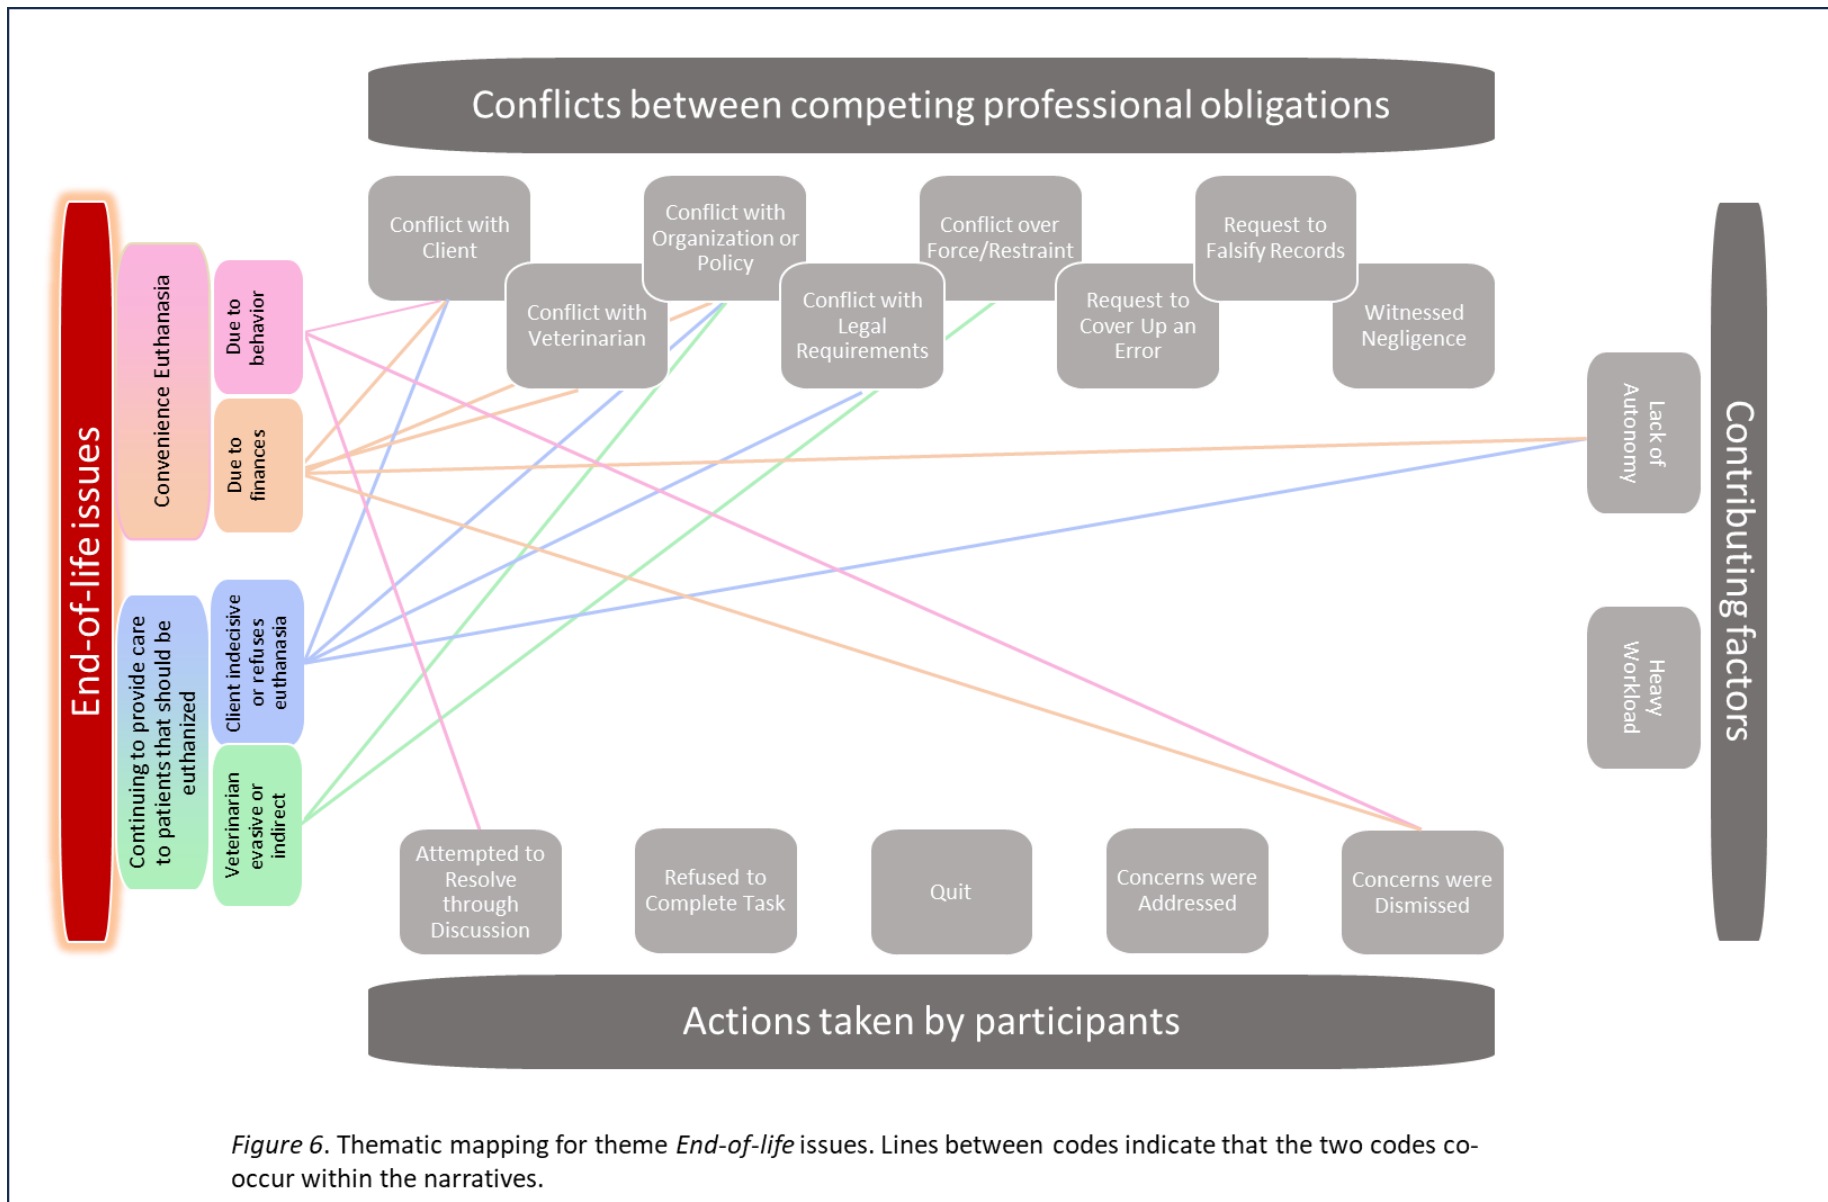 Conflicts between competing professional obligations
Conflict with
Client
Conflict with
Organization or
Policy
Conflict over
Force/Restraint
Request to
Falsify Records
Conflict with
Veterinarian
Conflict with
Legal
Requirements
Request to
Cover Up an
Error
Witnessed
Negligence
End-of-life issues
Convenience Euthanasia
Due to
behavior
Due to
finances
Continuing to provide care
to patients that should be
euthanized
Client indecisive
or refuses
euthanasia
Veterinarian
evasive or
indirect
Lack of
Autonomy
Heavy
Workload
Contributing factors
Attempted to
Resolve
through
Discussion
Refused to
Complete Task
Quit
Concerns were
Addressed
Concerns were
Dismissed
Actions taken by participants
Figure 6. Thematic mapping for theme End-of-life issues. Lines between codes indicate that the two codes co-
occur within the narratives.